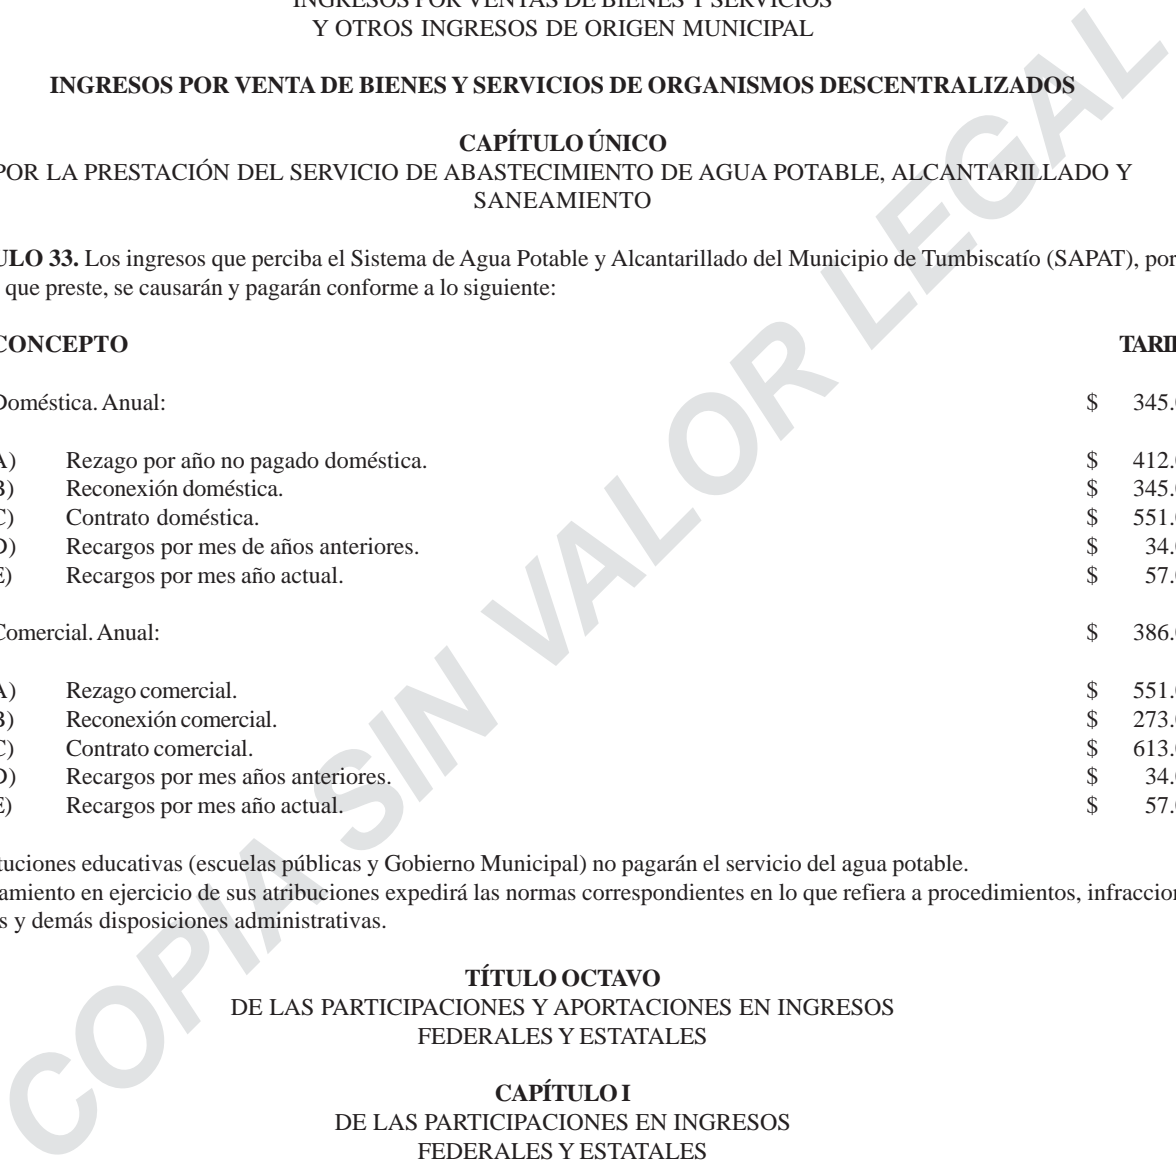 INGRESOS POR VENTAS DE BIENES Y SERVICIOS
Y OTROS INGRESOS DE ORIGEN MUNICIPAL
INGRESOS POR VENTA DE BIENES Y SERVICIOS DE ORGANISMOS DESCENTRALIZADOS
CAPÍTULO ÚNICO
POR LA PRESTACIÓN DEL SERVICIO DE ABASTECIMIENTO DE AGUA POTABLE, ALCANTARILLADO Y
SANEAMIENTO
ULO 33. Los ingresos que perciba el Sistema de Agua Potable y Alcantarillado del Municipio de Tumbiscatío (SAPAT), por
que preste, se causarán y pagarán conforme a lo siguiente:
CONCEPTO TARI
Doméstica. Anual: $ 345.
A) Rezago por año no pagado doméstica. $ 412.
B) Reconexión doméstica. $ 345.
C) Contrato doméstica. $ 551.
D) Recargos por mes de años anteriores. $ 34.
E) Recargos por mes año actual. $ 57.
Comercial. Anual: $ 386.
A) Rezago comercial. $ 551.
B) Reconexión comercial. $ 273.
C) Contrato comercial. $ 613.
D) Recargos por mes años anteriores. $ 34.
E) Recargos por mes año actual. $ 57.
tuciones educativas (escuelas públicas y Gobierno Municipal) no pagarán el servicio del agua potable.
amiento en ejercicio de sus atribuciones expedirá las normas correspondientes en lo que refiera a procedimientos, infraccion
s y demás disposiciones administrativas.
TÍTULO OCTAVO
DE LAS PARTICIPACIONES Y APORTACIONES EN INGRESOS
FEDERALES Y ESTATALES
CAPÍTULO I
DE LAS PARTICIPACIONES EN INGRESOS
FEDERALES Y ESTATALES
COPIA SIN VALOR LEGAL